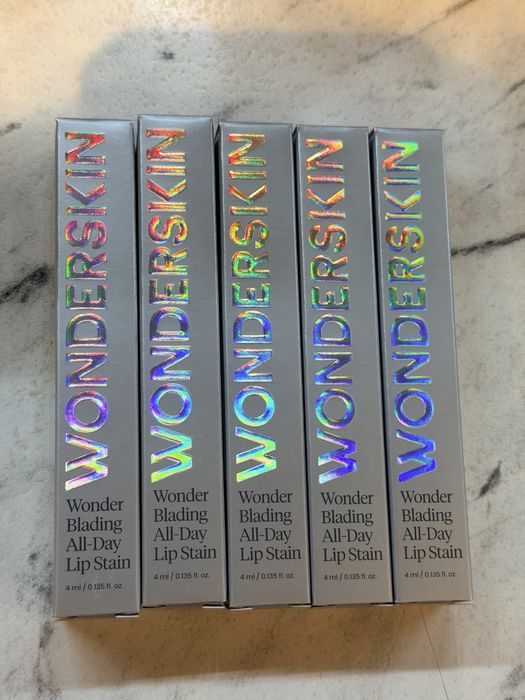 WONDERSKIN
Wonder
Blading
All-Day
Lip Stain
4 ml / 0.135 fl. oz.
WONDERSKIN
Wonder
Blading
All-Day
Lip Stain
4 ml / 0.135 fl. oz.
WONDERSKIN
Wonder
Blading
All-Day
Lip Stain
4 ml / 0.135 fl. oz.
WONDERSKIN
Wonder
Blading
All-Day
Lip Stain
4 ml / 0.135 fl. oz.
WONDERSKIN
Wonder
Blading
All-Day
Lip Stain
4 ml / 0.135 fl. oz.